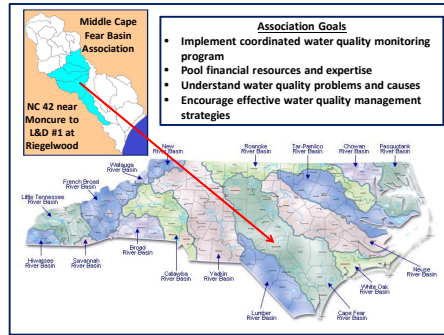 Middle Cape
Fear Basin
Association
NC 42 near
Moncure to
L&D #1 at
Riegelwood
Association Goals
• Implement coordinated water quality monitoring
program
• Pool financial resources and expertise
• Understand water quality problems and causes
• Encourage effective water quality management
strategies
New
River Basin
Roanoke
River Basin
Tar-Pamlico
River Basin
Chowan
River Basin
Pasquotank
River Basin
Watauga
River Basin
French Broad
River Basin
Little Tennessee
River Basin
Hiwassee
River Basin
Savannah
River Basin
Broad
River Basin
Catawba
River Basin
Yadkin
River Basin
Lumber
River Basin
Cape Fear
River Basin
White Oak
River Basin
Neuse
River Basin